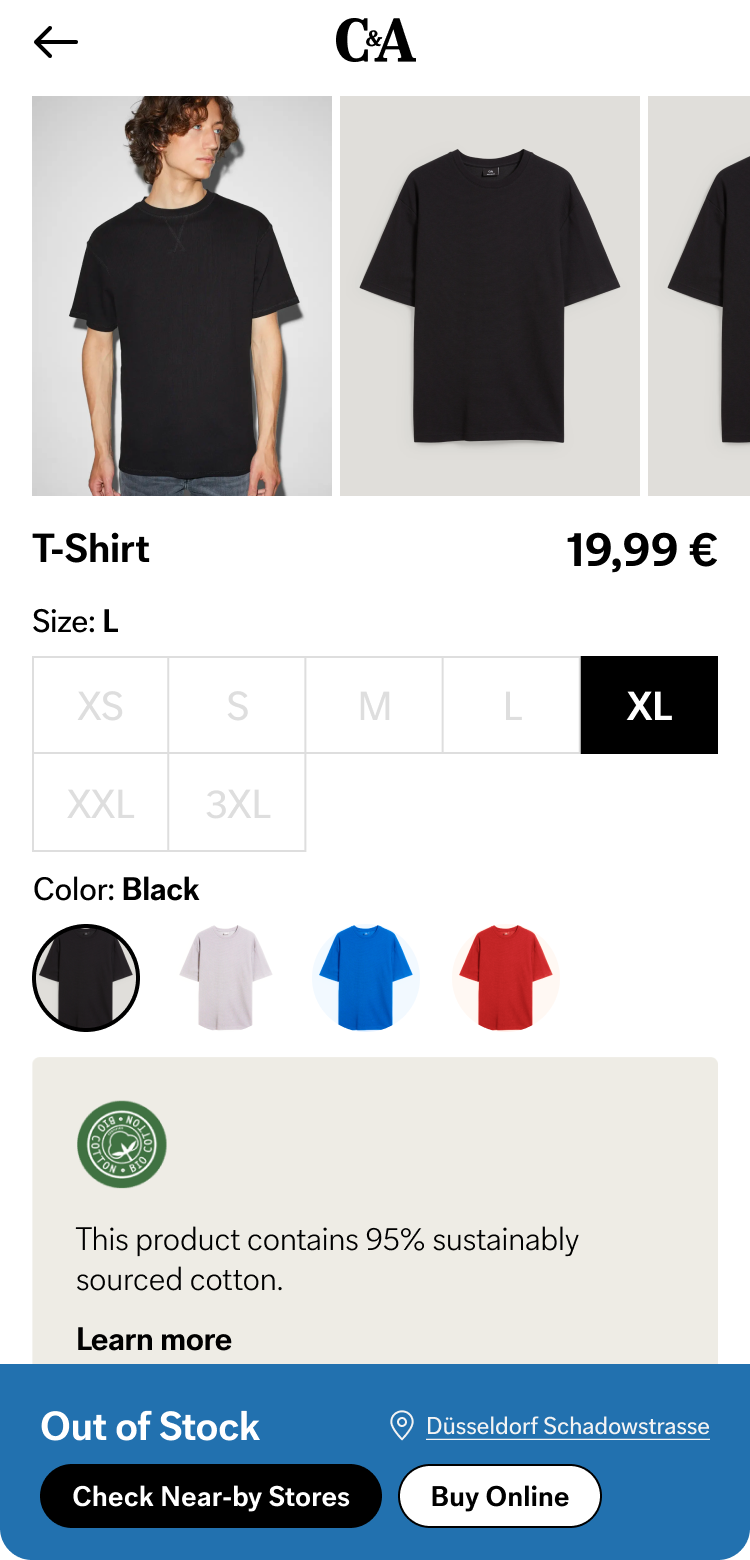 C&A
T-Shirt
19,99 €
Size: L
XS
S
M
L
XL
XXL
3XL
Color: Black
BIO COTTON • BIO COTTON •
This product contains 95% sustainably
sourced cotton.
Learn more
Out of Stock
Düsseldorf Schadowstrasse
Check Near-by Stores
Buy Online